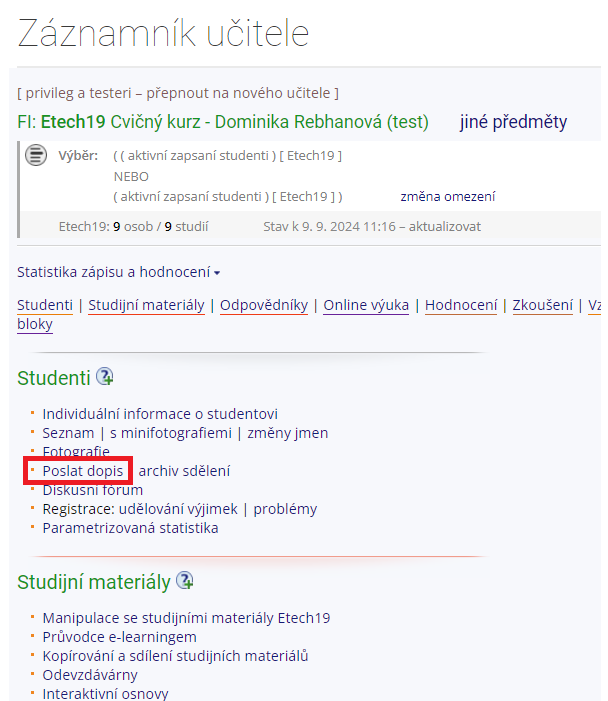 Záznamník učitele
[ privileg a testeri – přepnout na nového učitele ]
FI: Etech19 Cvičný kurz - Dominika Rebhanová (test) jiné předměty
Výběr: ( ( aktivní zapsaní studenti ) [ Etech19 ]
NEBO
( aktivní zapsaní studenti ) [ Etech19 ] ) změna omezení
Etech19: 9 osob / 9 studií Stav k 9. 9. 2024 11:16 – aktualizovat
Statistika zápisu a hodnocení
Studenti | Studijní materiály | Odpovědníky | Online výuka | Hodnocení | Zkoušení | Vz
bloky
Studenti
Individuální informace o studentovi
Seznam | s minifotografiemi | změny jmen
Fotografie
Poslat dopis archiv sdělení
Diskusní fórum
Registrace: udělování výjimek | problémy
Parametrizovaná statistika
Studijní materiály
Manipulace se studijními materiály Etech19
Průvodce e-learningem
Kopírování a sdílení studijních materiálů
Odevzdávárny
Interaktivní osnovy